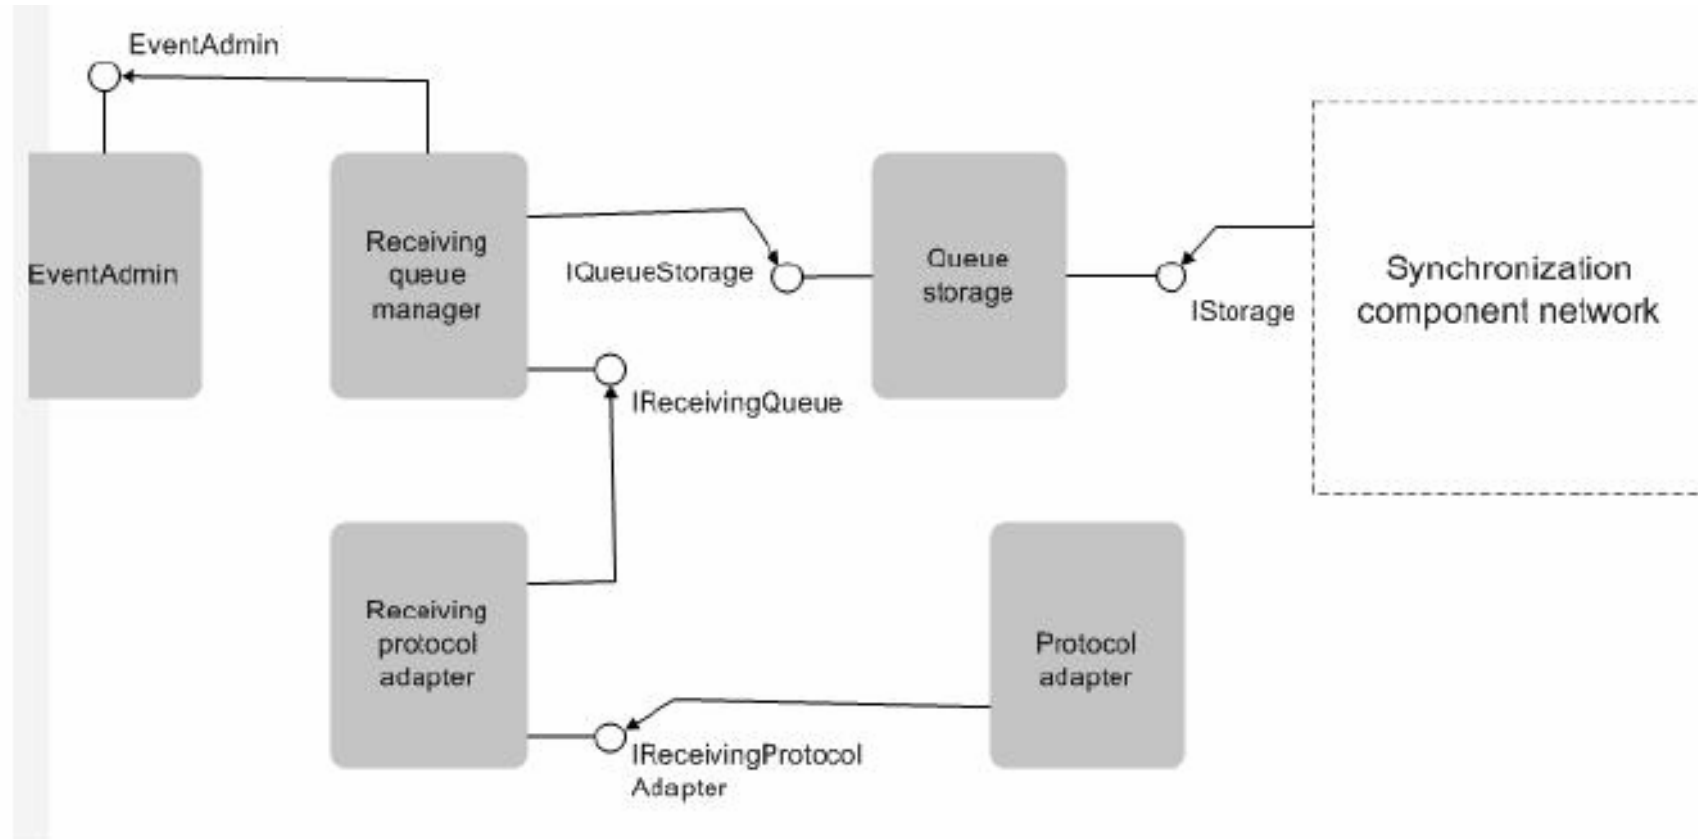 EventAdmin
EventAdmin
Receiving
queue
manager
IQueueStorage
Queue
storage
IStorage
Synchronization
component network
IReceivingQueue
Receiving
protocol
adapter
Protocol
adapter
IReceivingProtocol
Adapter